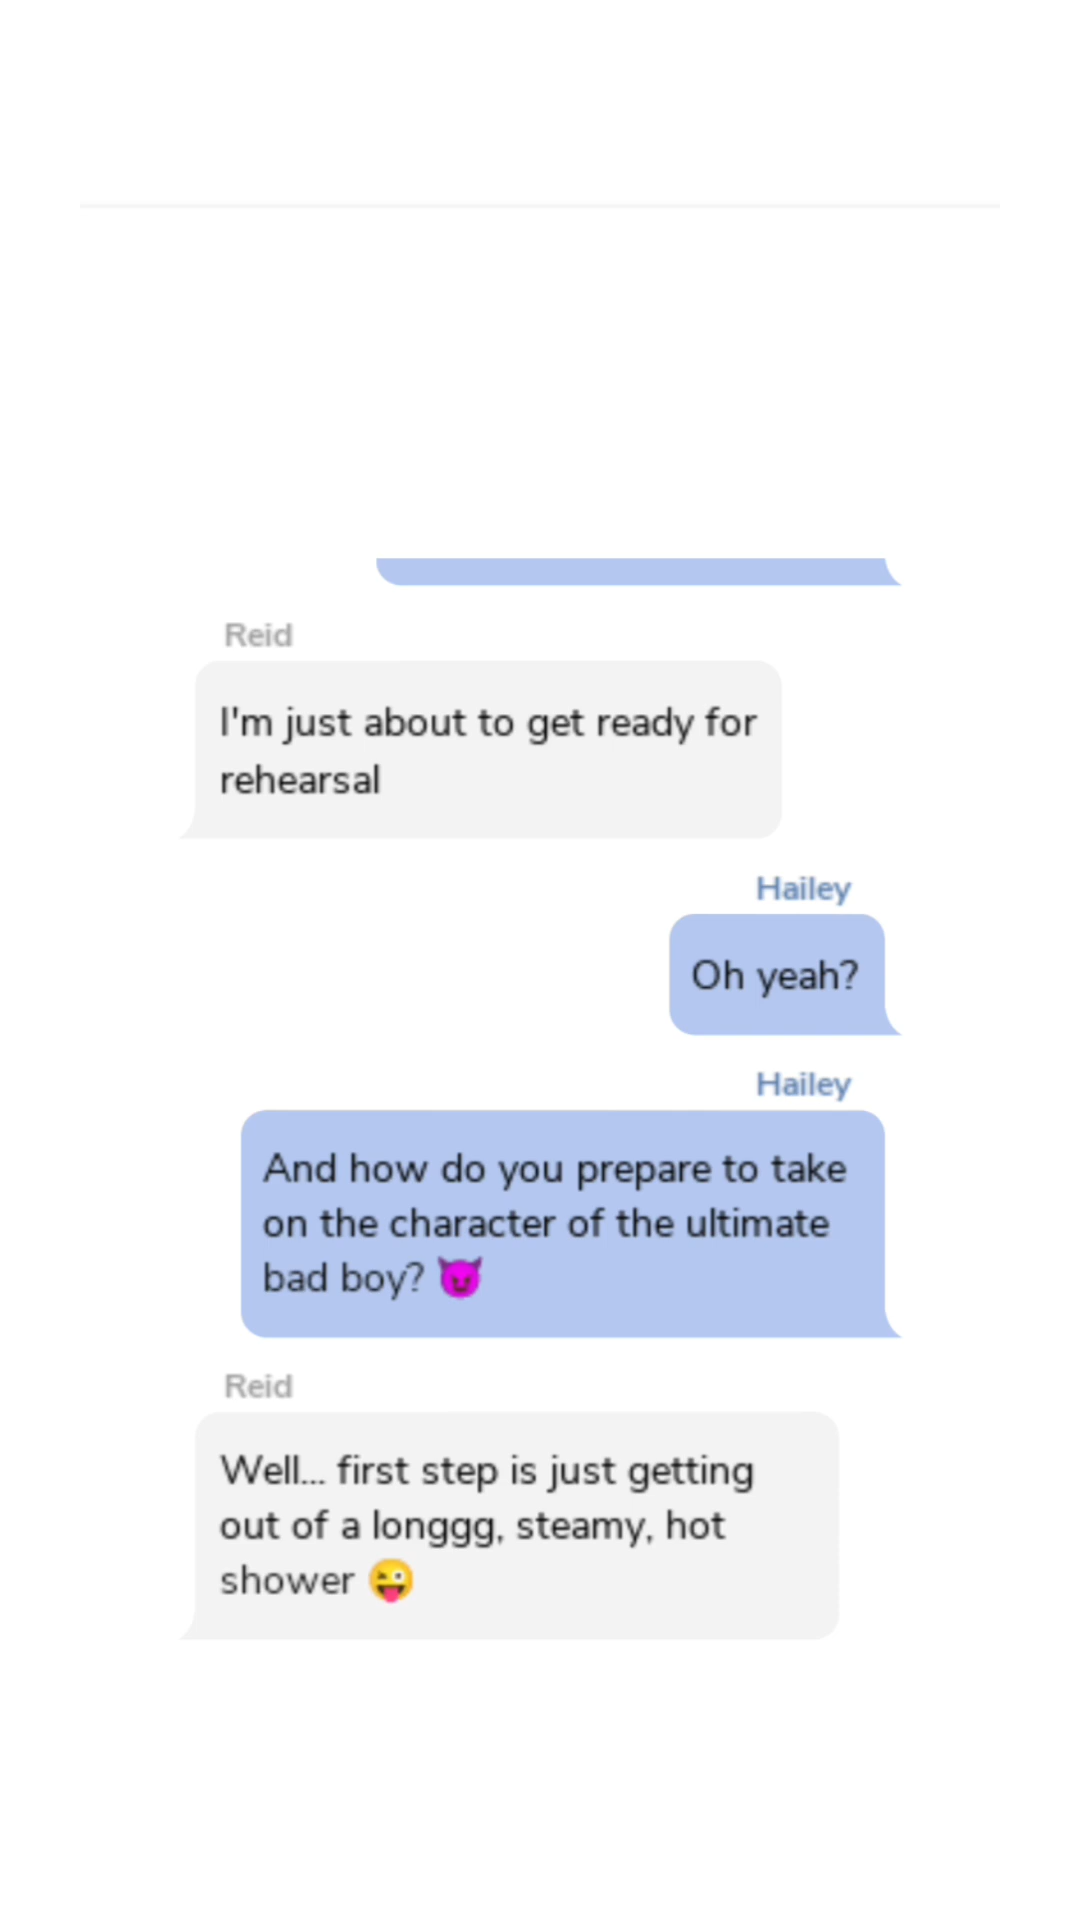 Reid
I'm just about to get ready for
rehearsal
Hailey
Oh yeah?
Hailey
And how do you prepare to take
on the character of the ultimate
bad boy? 😈
Reid
Well... first step is just getting
out of a longgg, steamy, hot
shower 😜